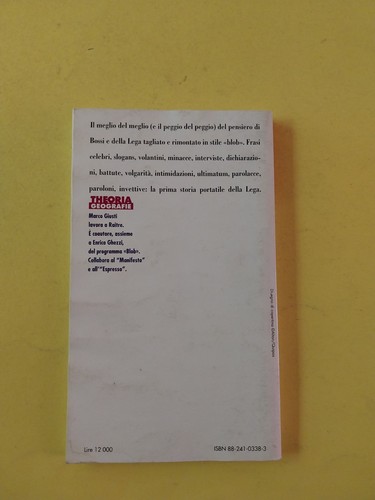 Il meglio del meglio (e il peggio del peggio) del pensiero di
Bossi e della Lega tagliato e rimontato in stile «blob». Frasi
celebri, slogans, volantini, minacce, interviste, dichiarazio-
ni, battute, volgarità, intimidazioni, ultimatum, parolacce,
paroloni, invettive: la prima storia portatile della Lega.
THEORIA
GEOGRAFIE
Marco Giusti
lavora a Raitre.
È coautore, assieme
a Enrico Ghezzi,
del programma «Blob».
Collabora al "Manifesto"
e all'"Espresso".
Lire 12 000
ISBN 88-241-0338-3